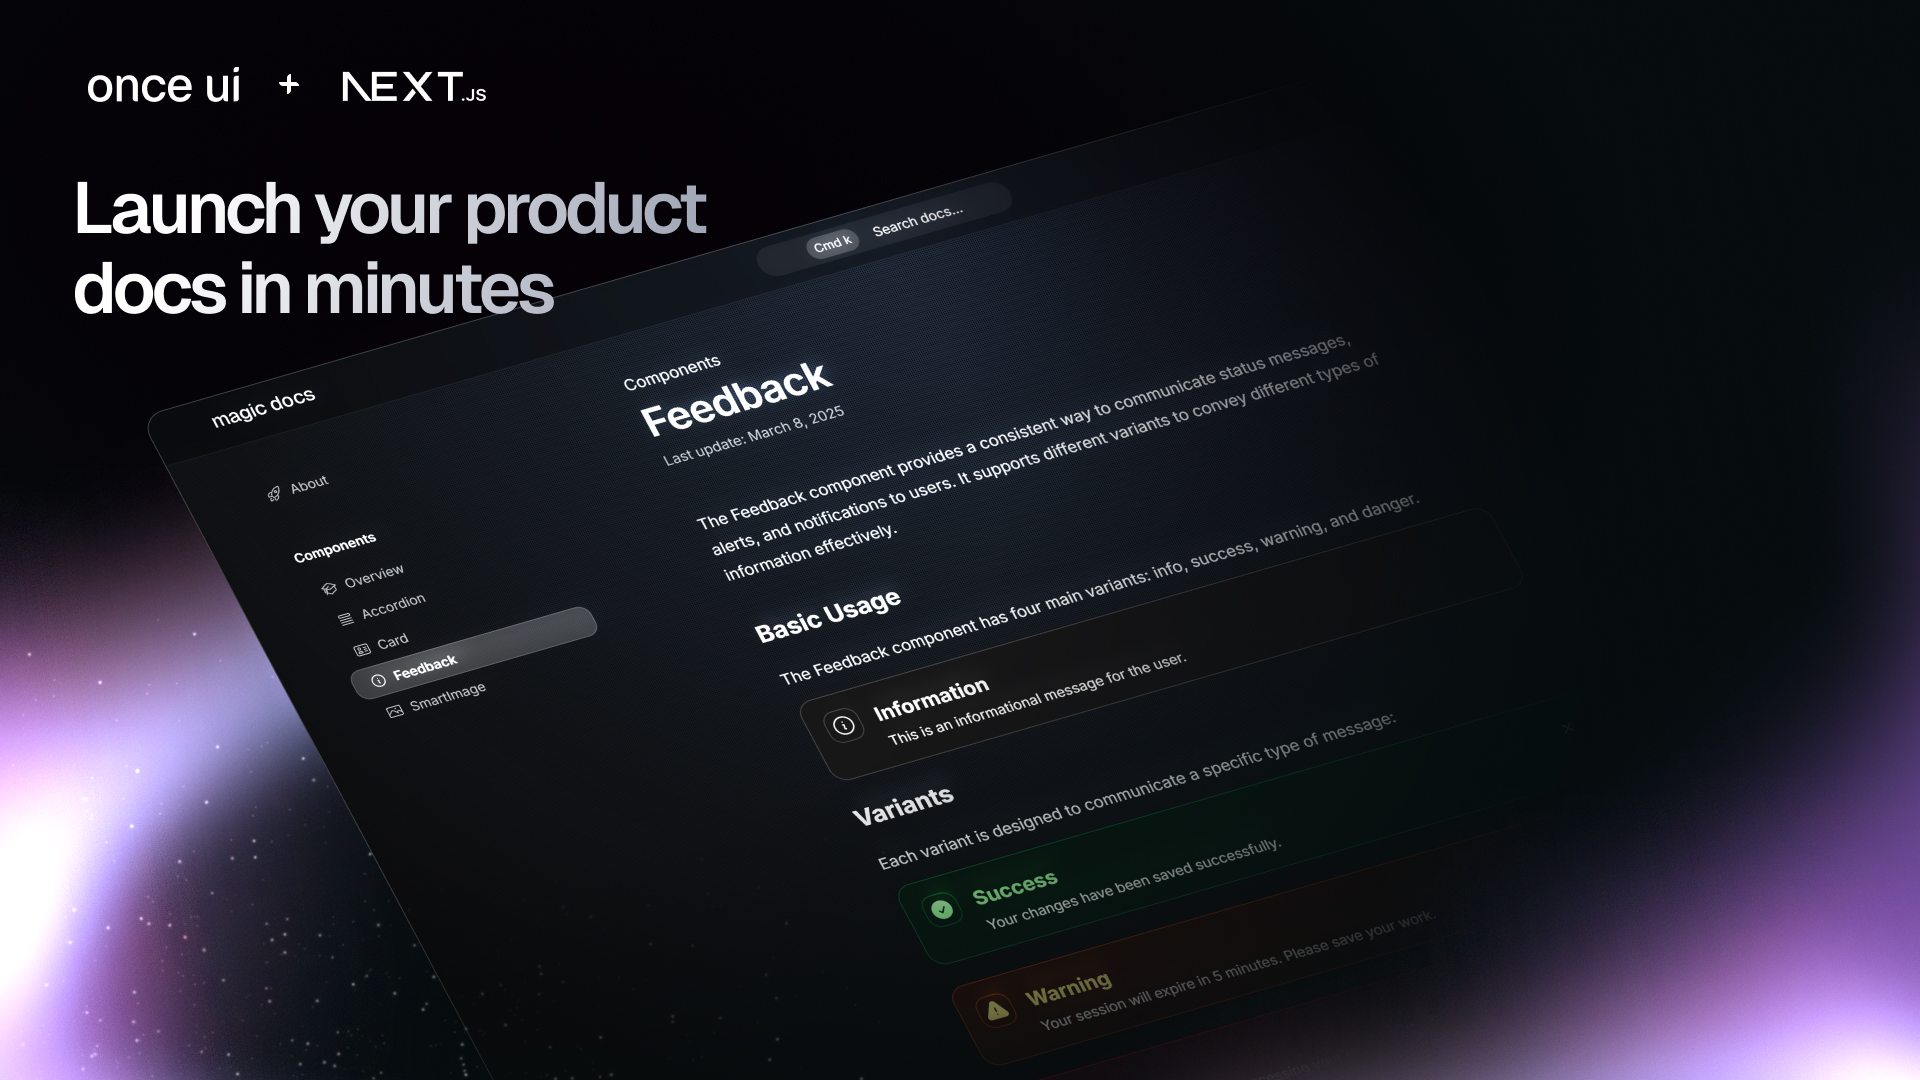 once ui + NEXT.JS
Launch your product
docs in minutes
magic docs
Cmd k Search docs...
About
Components
Overview
Accordion
Card
Feedback
SmartImage
Components
Feedback
Last update: March 8, 2025
The Feedback component provides a consistent way to communicate status messages,
alerts, and notifications to users. It supports different variants to convey different types of
information effectively.
Basic Usage
The Feedback component has four main variants: info, success, warning, and danger.
Information
This is an informational message for the user.
Variants
Each variant is designed to communicate a specific type of message:
Success
Your changes have been saved successfully.
Warning
Your session will expire in 5 minutes. Please save your work.